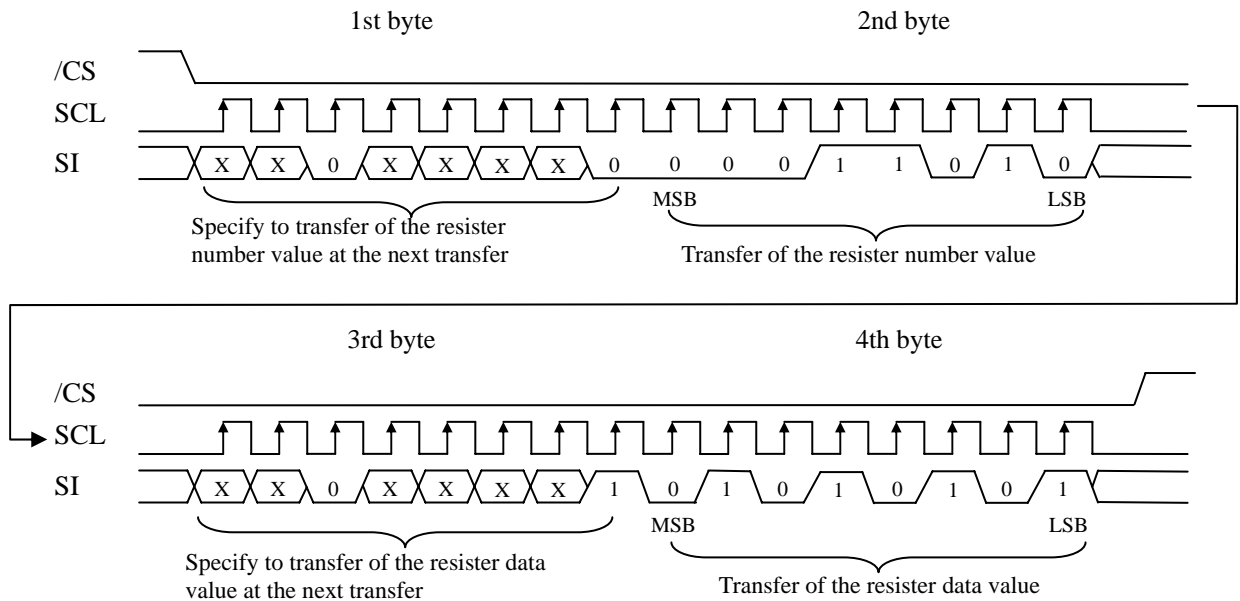 1st byte 2nd byte
/CS
SCL
SI X X 0 X X X X 0 0 0 0 1 1 0 1 0
MSB LSB
Specify to transfer of the resister
number value at the next transfer
Transfer of the resister number value
3rd byte 4th byte
/CS
SCL
SI X X 0 X X X X 1 0 1 0 1 0 1 0 1
MSB LSB
Specify to transfer of the resister data
value at the next transfer
Transfer of the resister data value